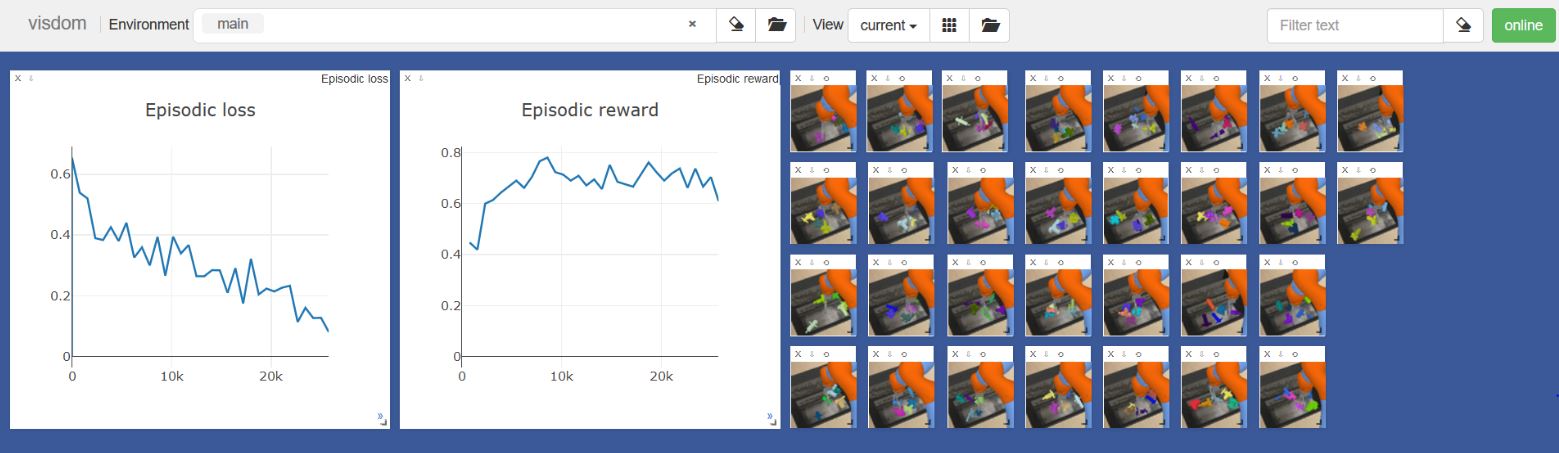 visdom Environment main × View current Filter text online
X Episodic loss
Episodic loss
0.6
0.4
0.2
0
0 10k 20k
»
X Episodic reward
Episodic reward
0.8
0.6
0.4
0.2
0
0 10k 20k
»
X X X X X X X X
X X X X X X X X
X X X X X X X
X X X X X X X